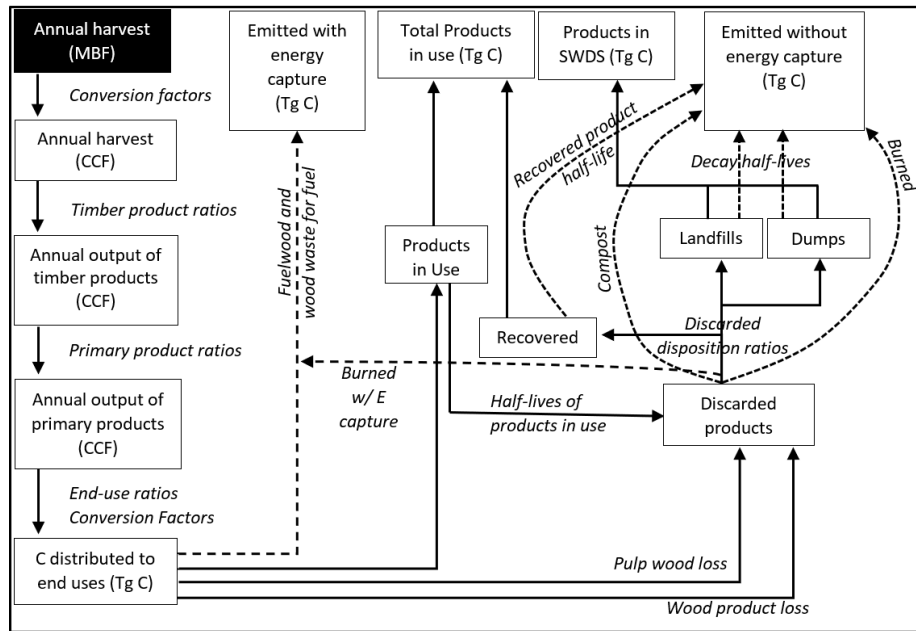 Annual harvest
(MBF)
Conversion factors
Annual harvest
(CCF)
Timber product ratios
Annual output of
timber products
(CCF)
Primary product ratios
Annual output of
primary products
(CCF)
End-use ratios
Conversion Factors
C distributed to
end uses (Tg C)
Emitted with
energy
capture
(Tg C)
Fuelwood and
wood waste for fuel
Total Products
in use (Tg C)
Products in
SWDS (Tg C)
Emitted without
energy capture
(Tg C)
Recovered product
half-life
Decay half-lives
Burned
Compost
Products
in Use
Landfills
Dumps
Recovered
Discarded
disposition ratios
Burned
w/ E
capture
Half-lives of
products in use
Discarded
products
Pulp wood loss
Wood product loss